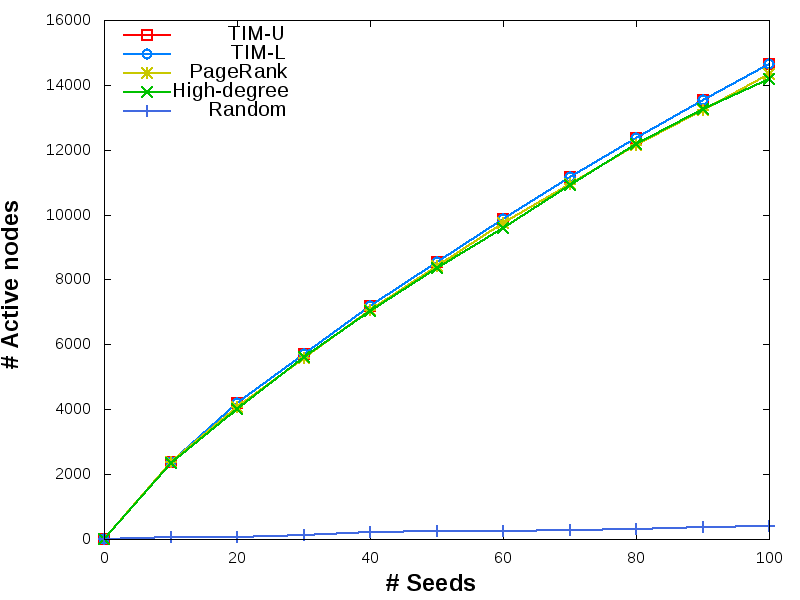 16000
14000
12000
10000
8000
6000
4000
2000
0
TIM-U
TIM-L
PageRank
High-degree
Random
# Active nodes
0 20 40 60 80 100
# Seeds